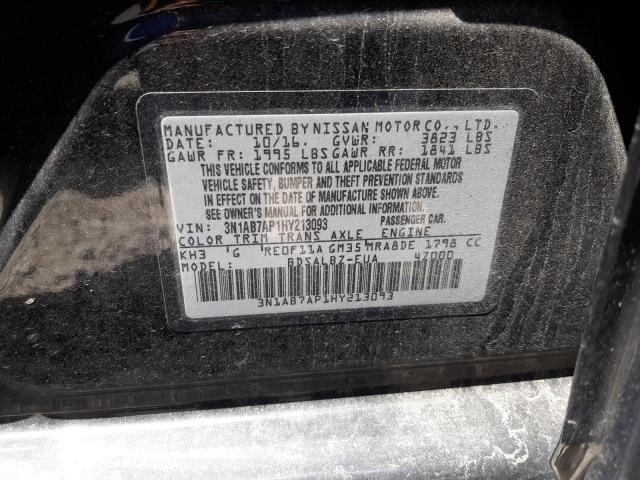 MANUFACTURED BY NISSAN MOTOR CO., LTD.
DATE: 10/16 GVWR: 3823 LBS
GAWR FR: 1995 LBS GAWR RR: 1841 LBS
THIS VEHICLE CONFORMS TO ALL APPLICABLE FEDERAL MOTOR
VEHICLE SAFETY, BUMPER AND THEFT PREVENTION STANDARDS
IN EFFECT ON THE DATE OF MANUFACTURE SHOWN ABOVE.
SEE OWNER'S MANUAL FOR ADDITIONAL INFORMATION.
VIN: 3N1AB7AP1HY213093 PASSENGER CAR.
COLOR TRIM TRANS AXLE ENGINE
KH3 G RE0F11A GM35 MRA8DE 1798 CC
MODEL: BDSALBZ-EUA 4Z000
3N1AB7AP1HY213093